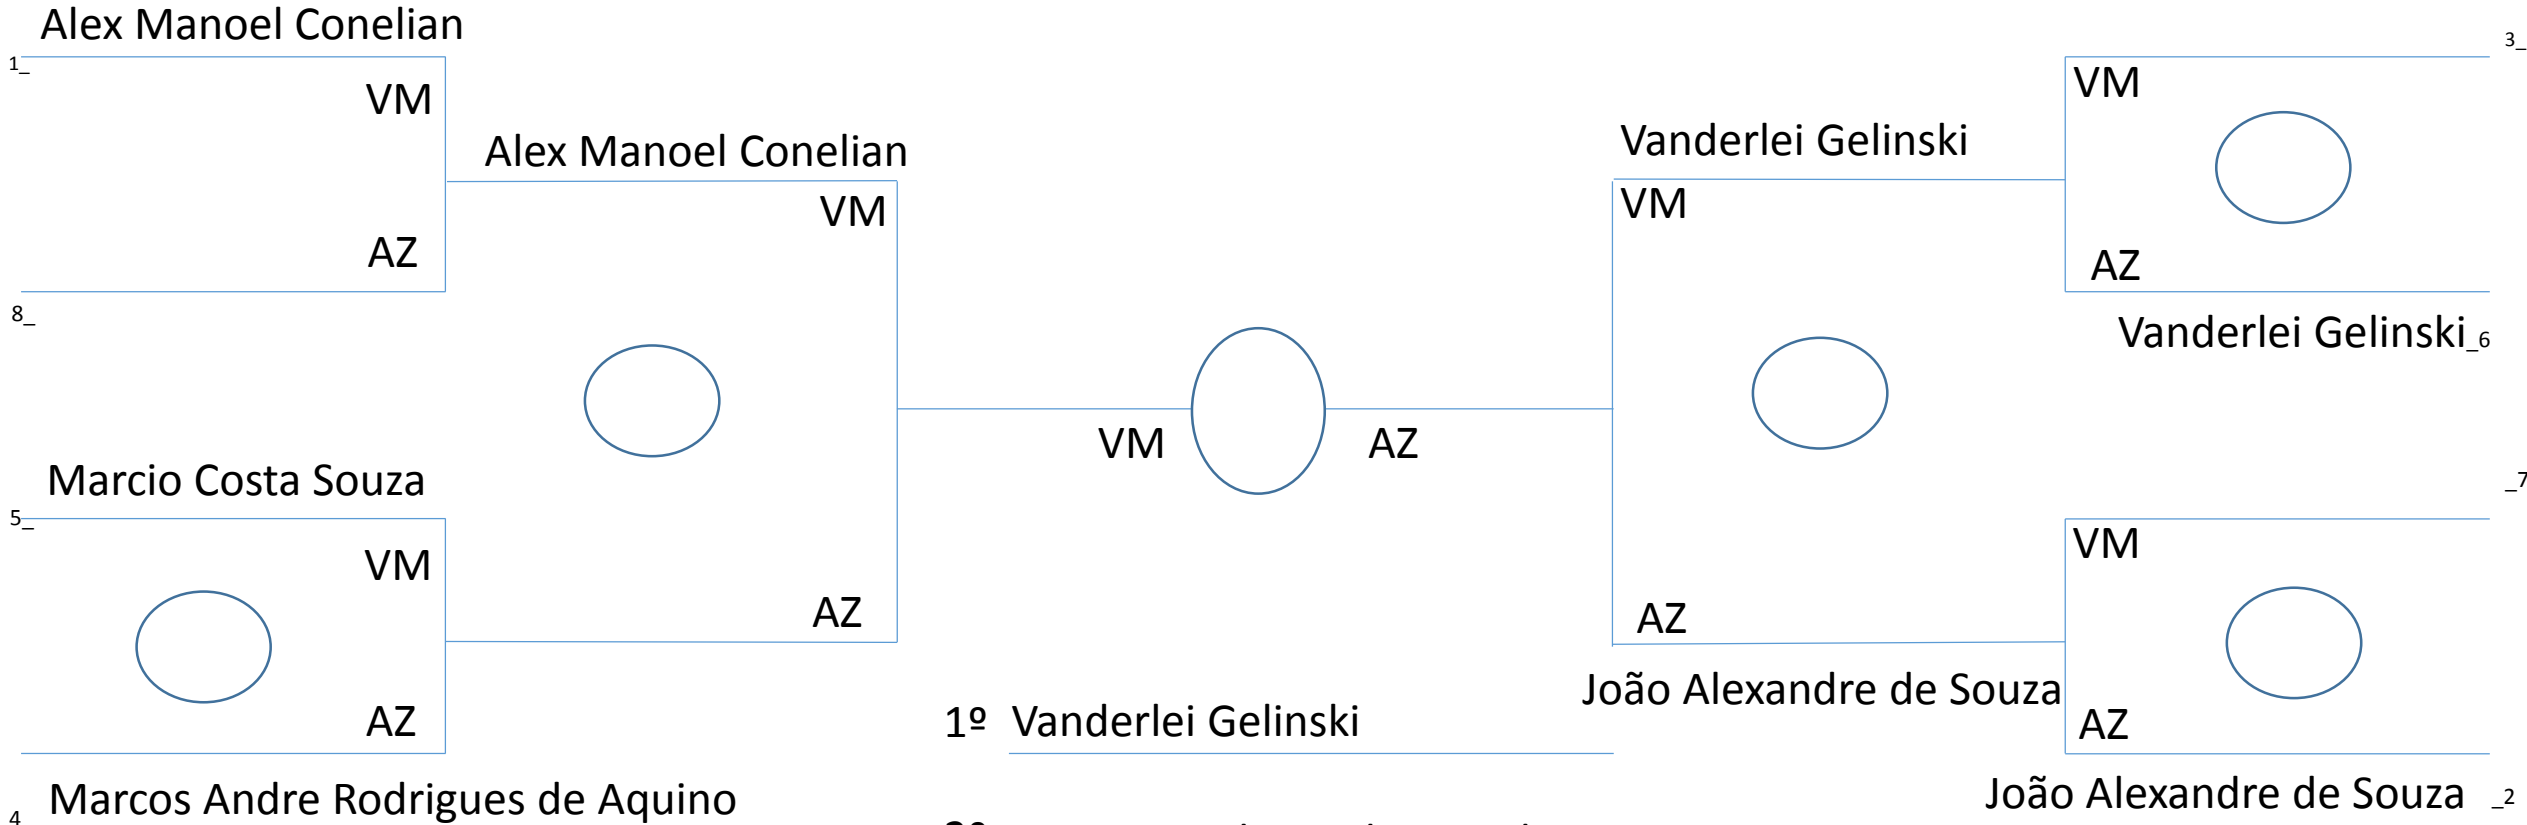 Alex Manoel Conelian
1_
VM
AZ
8_
Alex Manoel Conelian
VM
AZ
Marcio Costa Souza
5_
VM
AZ
4 Marcos Andre Rodrigues de Aquino
VM
AZ
3_
VM
AZ
Vanderlei Gelinski_6
Vanderlei Gelinski
VM
AZ
João Alexandre de Souza
_7
VM
AZ
João Alexandre de Souza _2
1º Vanderlei Gelinski